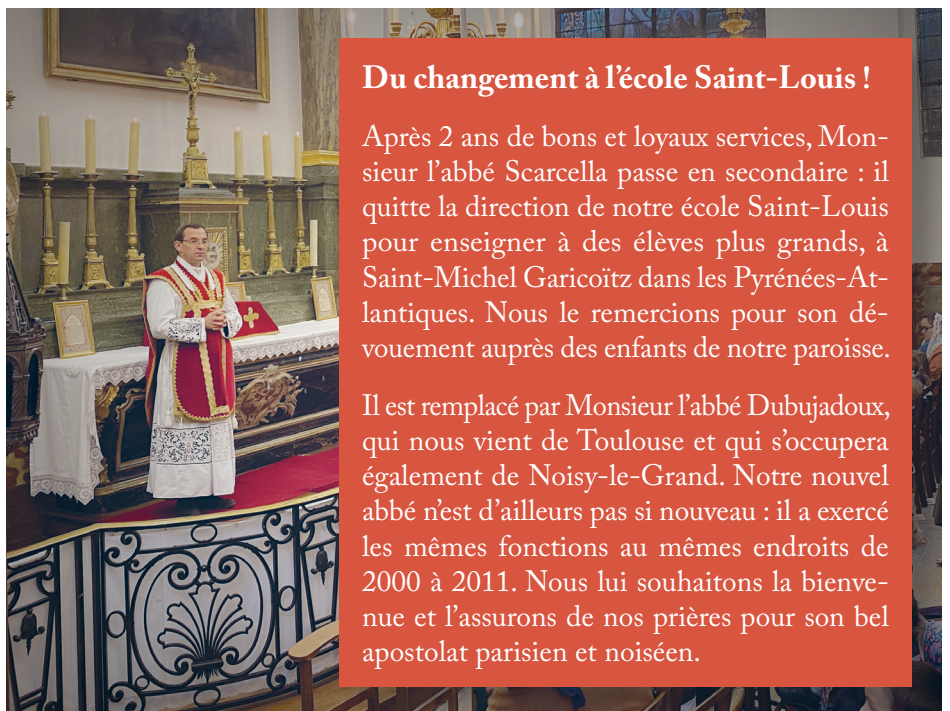 Du changement à l'école Saint-Louis !
Après 2 ans de bons et loyaux services, Mon-
sieur l'abbé Scarcella passe en secondaire : il
quitte la direction de notre école Saint-Louis
pour enseigner à des élèves plus grands, à
Saint-Michel Garicoïtz dans les Pyrénées-At-
lantiques. Nous le remercions pour son dé-
vouement auprès des enfants de notre paroisse.
Il est remplacé par Monsieur l'abbé Dubujadoux,
qui nous vient de Toulouse et qui s'occupera
également de Noisy-le-Grand. Notre nouvel
abbé n'est d'ailleurs pas si nouveau : il a exercé
les mêmes fonctions au mêmes endroits de
2000 à 2011. Nous lui souhaitons la bienve-
nue et l'assurons de nos prières pour son bel
apostolat parisien et noiséen.